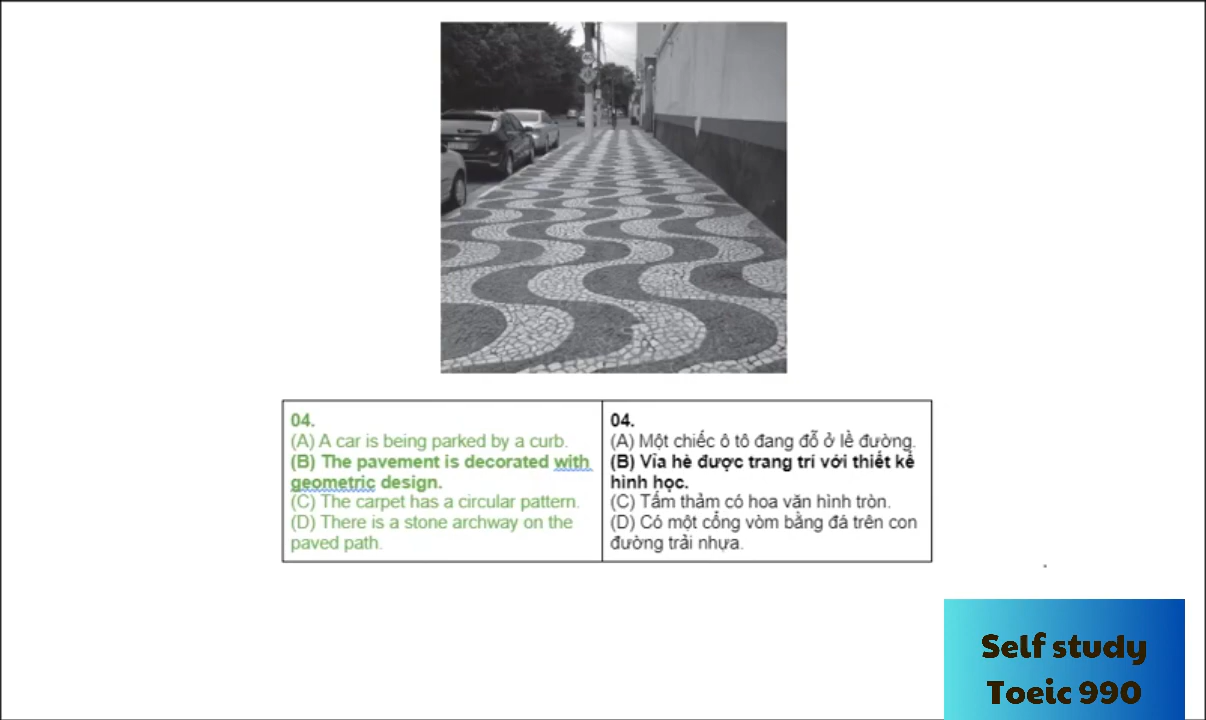 04.
(A) A car is being parked by a curb.
(B) The pavement is decorated with
geometric design.
(C) The carpet has a circular pattern.
(D) There is a stone archway on the
paved path.
04.
(A) Một chiếc ô tô đang đỗ ở lề đường.
(B) Vỉa hè được trang trí với thiết kế
hình học.
(C) Tấm thảm có hoa văn hình tròn.
(D) Có một cổng vòm bằng đá trên con
đường trải nhựa.
Self study
Toeic 990